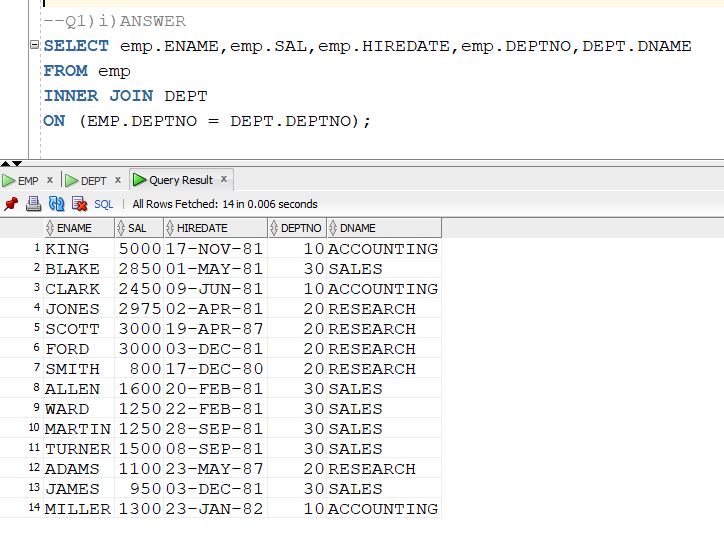 --Q1)i)ANSWER
SELECT emp.ENAME,emp.SAL,emp.HIREDATE,emp.DEPTNO,DEPT.DNAME
FROM emp
INNER JOIN DEPT
ON (EMP.DEPTNO = DEPT.DEPTNO);
EMP x DEPT x Query Result x
SQL | All Rows Fetched: 14 in 0.006 seconds
ENAME SAL HIREDATE DEPTNO DNAME
1 KING 5000 17-NOV-81 10 ACCOUNTING
2 BLAKE 2850 01-MAY-81 30 SALES
3 CLARK 2450 09-JUN-81 10 ACCOUNTING
4 JONES 2975 02-APR-81 20 RESEARCH
5 SCOTT 3000 19-APR-87 20 RESEARCH
6 FORD 3000 03-DEC-81 20 RESEARCH
7 SMITH 800 17-DEC-80 20 RESEARCH
8 ALLEN 1600 20-FEB-81 30 SALES
9 WARD 1250 22-FEB-81 30 SALES
10 MARTIN 1250 28-SEP-81 30 SALES
11 TURNER 1500 08-SEP-81 30 SALES
12 ADAMS 1100 23-MAY-87 20 RESEARCH
13 JAMES 950 03-DEC-81 30 SALES
14 MILLER 1300 23-JAN-82 10 ACCOUNTING